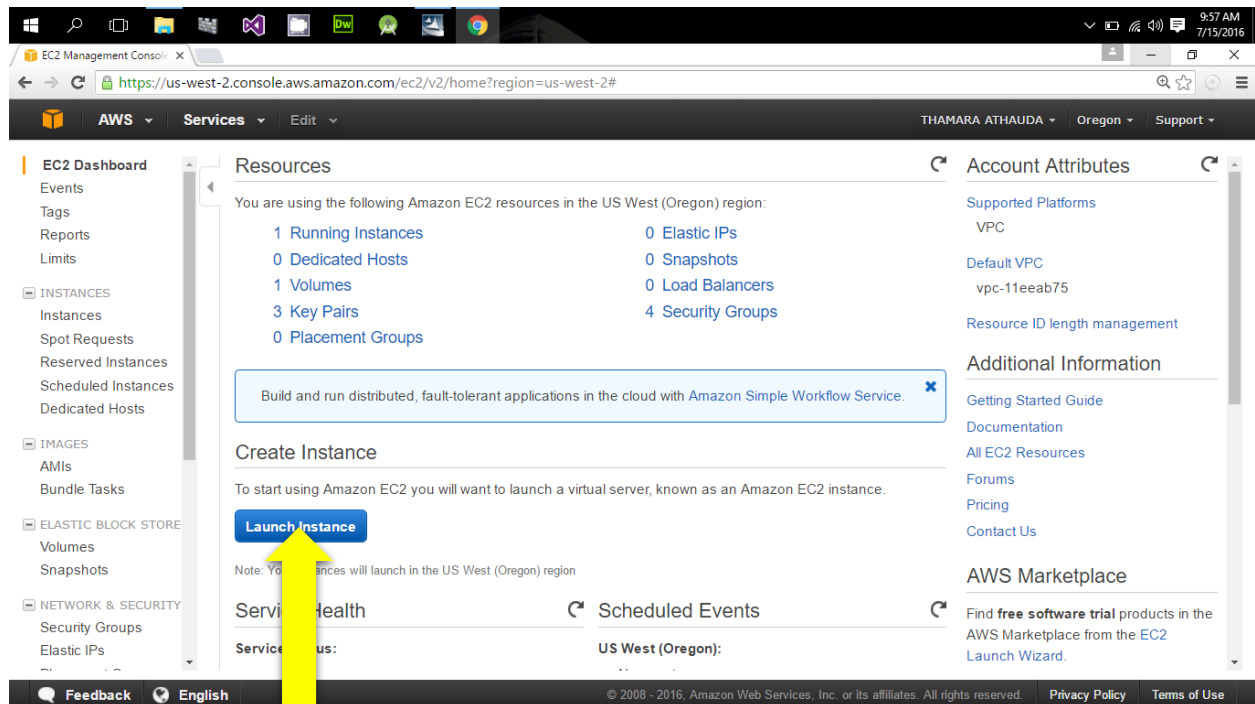 9:57 AM
7/15/2016
EC2 Management Console
https://us-west-2.console.aws.amazon.com/ec2/v2/home?region=us-west-2#
AWS Services Edit THAMARA ATHAUDA Oregon Support
EC2 Dashboard
Events
Tags
Reports
Limits
INSTANCES
Instances
Spot Requests
Reserved Instances
Scheduled Instances
Dedicated Hosts
IMAGES
AMIs
Bundle Tasks
ELASTIC BLOCK STORE
Volumes
Snapshots
NETWORK & SECURITY
Security Groups
Elastic IPs
Resources
You are using the following Amazon EC2 resources in the US West (Oregon) region:
1 Running Instances
0 Dedicated Hosts
1 Volumes
3 Key Pairs
0 Placement Groups
0 Elastic IPs
0 Snapshots
0 Load Balancers
4 Security Groups
Build and run distributed, fault-tolerant applications in the cloud with Amazon Simple Workflow Service.
Create Instance
To start using Amazon EC2 you will want to launch a virtual server, known as an Amazon EC2 instance.
Launch Instance
Note: will launch in the US West (Oregon) region
Service Health
Service
Scheduled Events
US West (Oregon):
Account Attributes
Supported Platforms
VPC
Default VPC
vpc-11eeab75
Resource ID length management
Additional Information
Getting Started Guide
Documentation
All EC2 Resources
Forums
Pricing
Contact Us
AWS Marketplace
Find free software trial products in the
AWS Marketplace from the EC2
Launch Wizard.
Feedback English © 2008 - 2016, Amazon Web Services, Inc. or its affiliates. All rights reserved. Privacy Policy Terms of Use
Dw